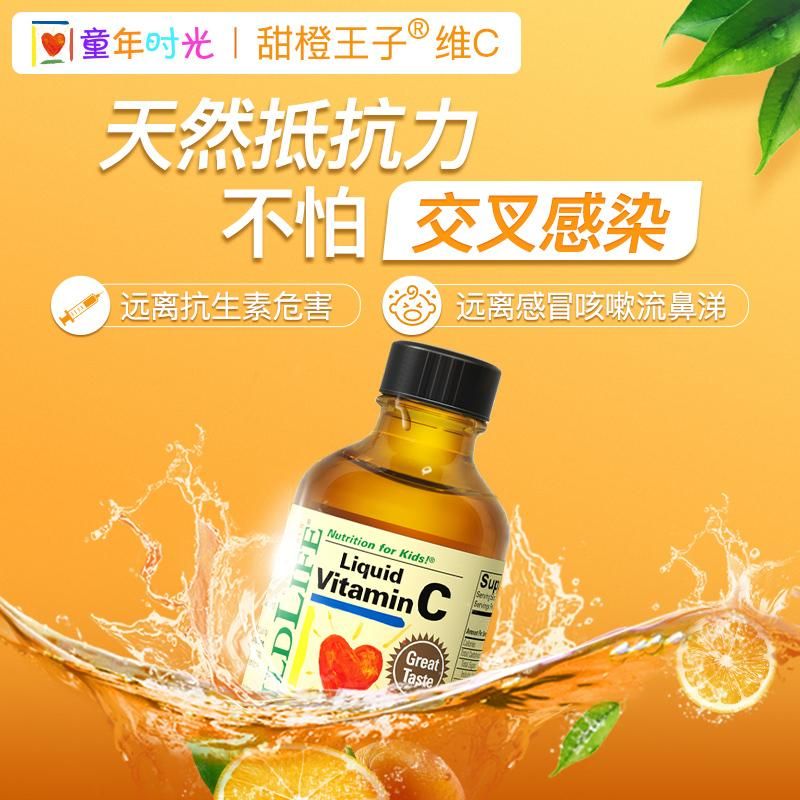 童年时光 | 甜橙王子® 维C
天然抵抗力
不怕 交叉感染
远离抗生素危害
远离感冒咳嗽流鼻涕
Nutrition for Kids!®
Liquid
Vitamin C
Great
Taste